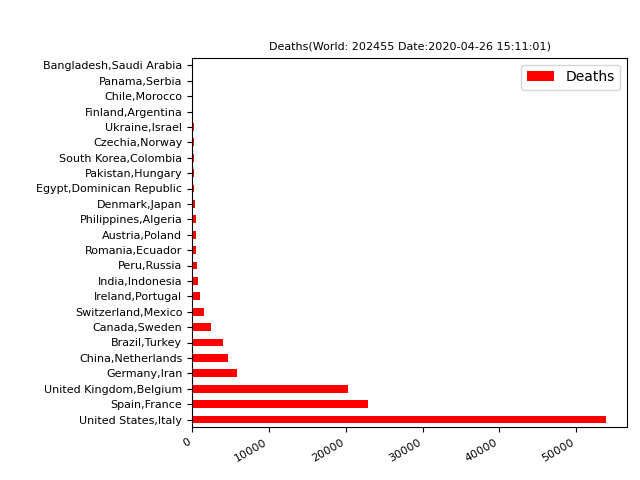 Deaths(World: 202455 Date:2020-04-26 15:11:01)
Deaths
Bangladesh,Saudi Arabia
Panama,Serbia
Chile,Morocco
Finland,Argentina
Ukraine,Israel
Czechia,Norway
South Korea,Colombia
Pakistan,Hungary
Egypt,Dominican Republic
Denmark,Japan
Philippines,Algeria
Austria,Poland
Romania,Ecuador
Peru,Russia
India,Indonesia
Ireland,Portugal
Switzerland,Mexico
Canada,Sweden
Brazil,Turkey
China,Netherlands
Germany,Iran
United Kingdom,Belgium
Spain,France
United States,Italy
0 10000 20000 30000 40000 50000